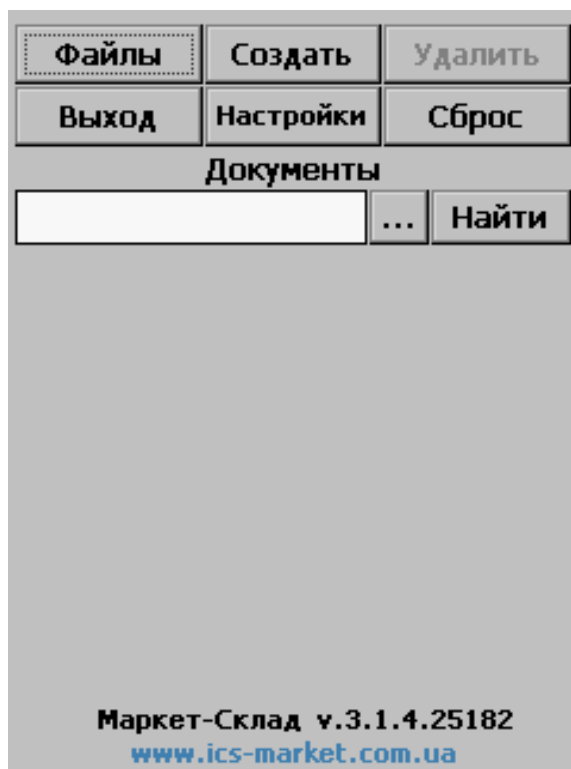 Файлы Создать Удалить
Выход Настройки Сброс
Документы
... Найти
Маркет-Склад v.3.1.4.25182
www.ics-market.com.ua